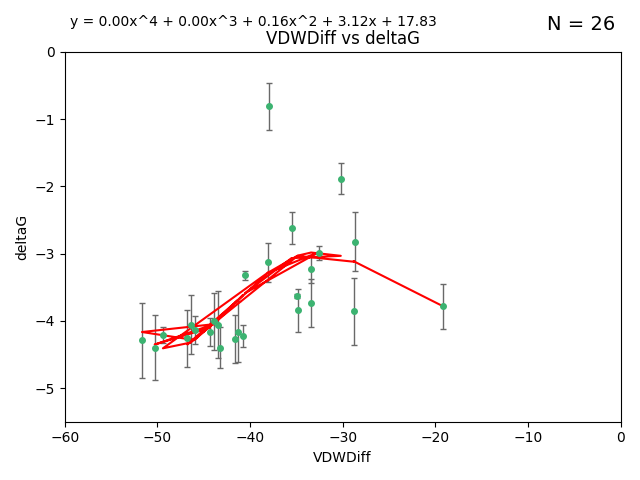 y = 0.00x^4 + 0.00x^3 + 0.16x^2 + 3.12x + 17.83
N = 26
VDWDiff vs deltaG
0
−1
−2
−3
−4
−5
deltaG
−60 −50 −40 −30 −20 −10 0
VDWDiff